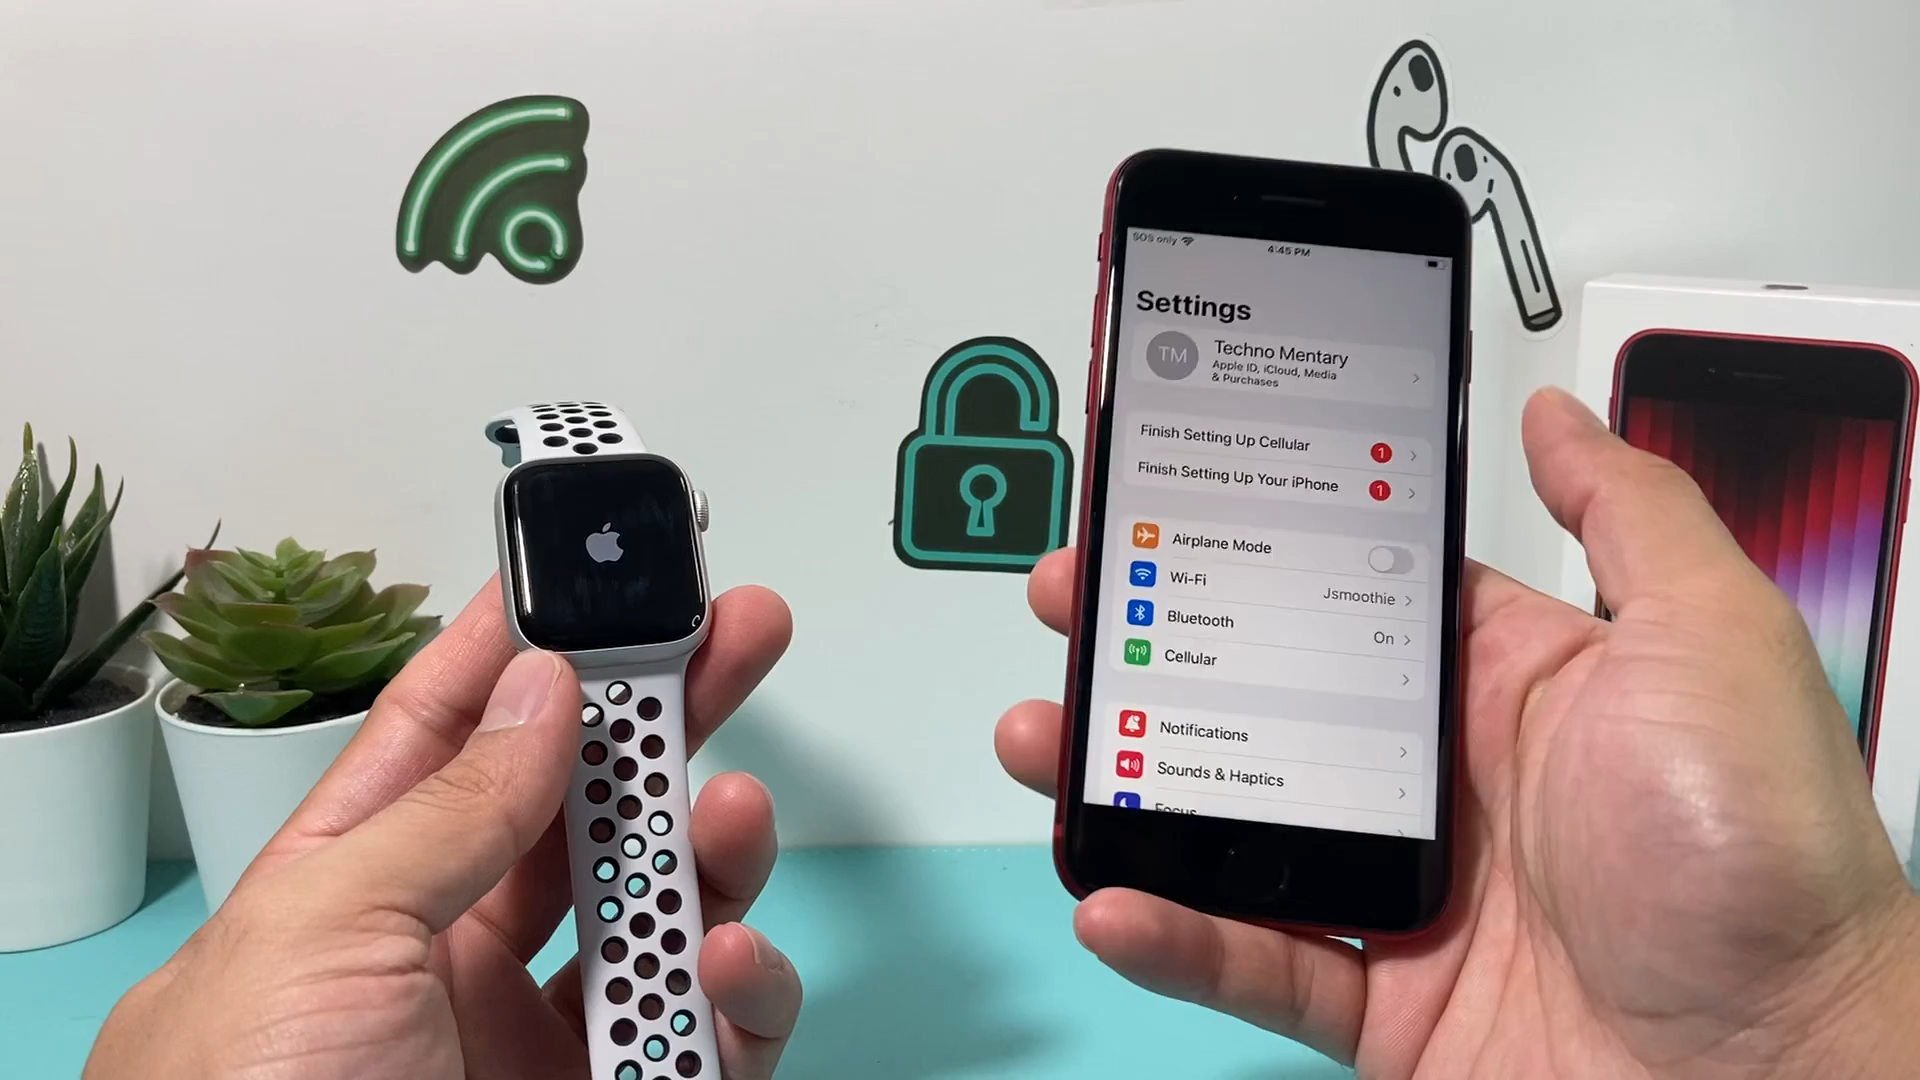 SOS only
4:45 PM
Settings
TM
Techno Mentary
Apple ID, iCloud, Media
& Purchases
Finish Setting Up Cellular
1
Finish Setting Up Your iPhone
1
Airplane Mode
Wi-Fi
Jsmoothie
Bluetooth
On
Cellular
Notifications
Sounds & Haptics
Focus